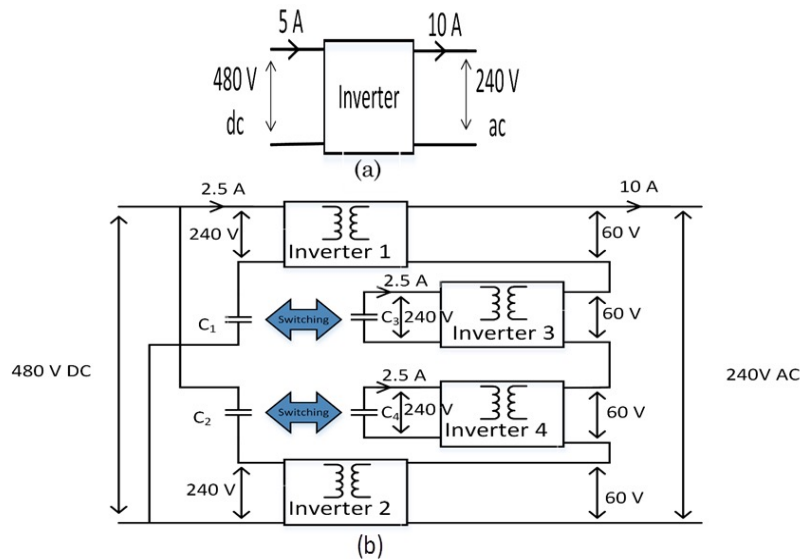 5 A
10 A
480 V
dc
Inverter
240 V
ac
(a)
2.5 A
10 A
240 V
Inverter 1
60 V
2.5 A
C1
Switching
C3
240 V
Inverter 3
60 V
480 V DC
2.5 A
240V AC
C2
Switching
C4
240 V
Inverter 4
60 V
240 V
Inverter 2
60 V
(b)